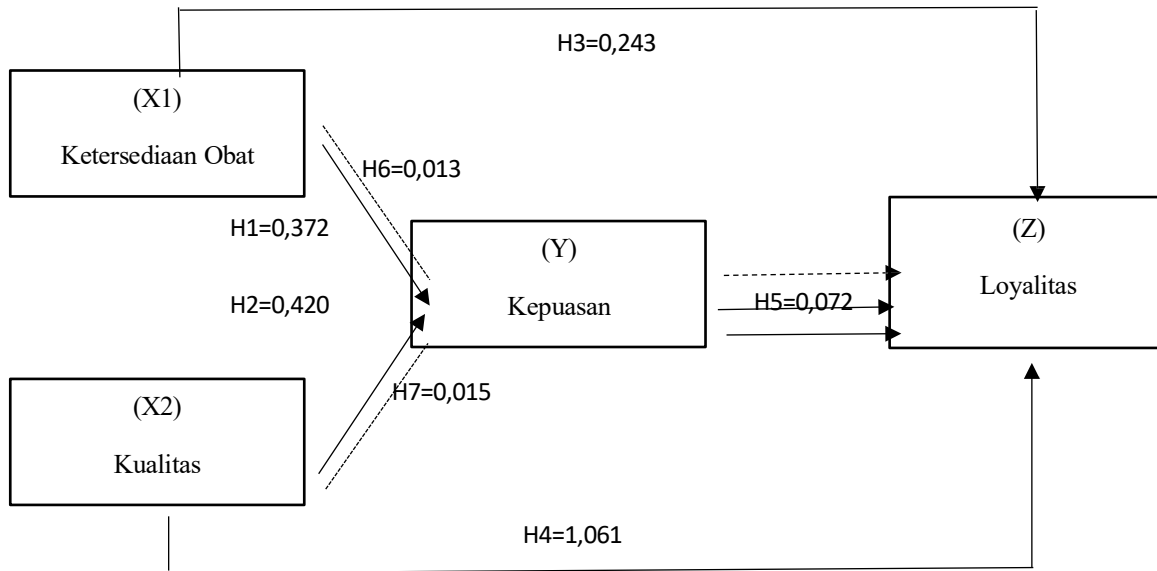 H3=0,243
(X1)
Ketersediaan Obat
H6=0,013
H1=0,372
(Y)
Kepuasan
(Z)
Loyalitas
H2=0,420
H5=0,072
(X2)
Kualitas
H7=0,015
H4=1,061